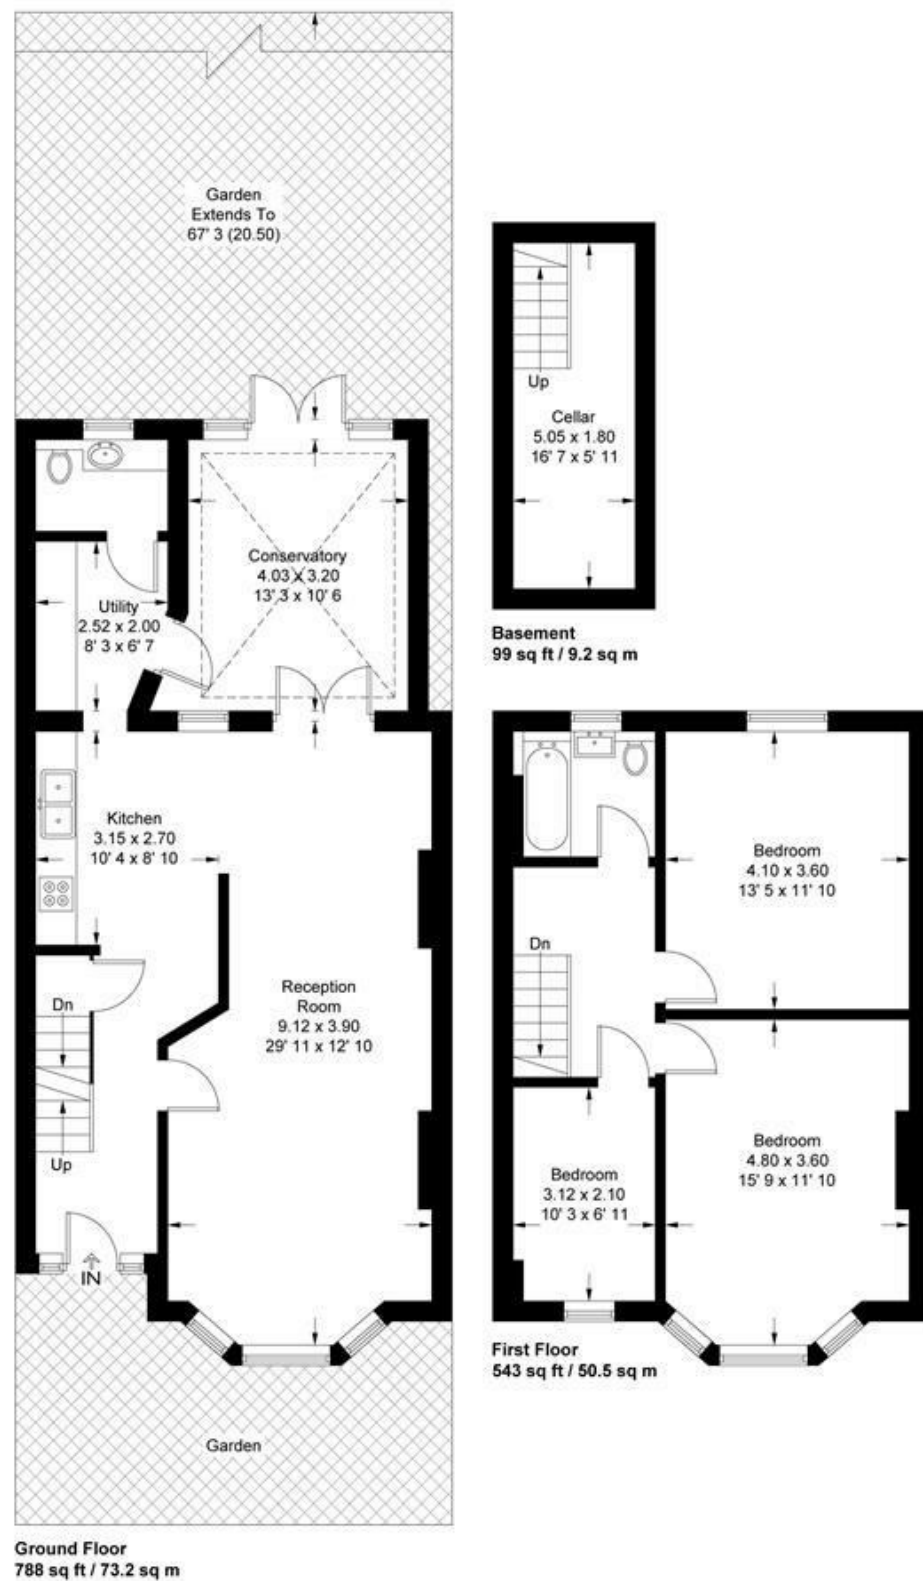 Garden
Extends To
67' 3 (20.50)
Conservatory
4.03 x 3.20
13' 3 x 10' 6
Utility
2.52 x 2.00
8' 3 x 6' 7
Kitchen
3.15 x 2.70
10' 4 x 8' 10
Dn
Reception
Room
9.12 x 3.90
29' 11 x 12' 10
Up
IN
Garden
Ground Floor
788 sq ft / 73.2 sq m
Up
Cellar
5.05 x 1.80
16' 7 x 5' 11
Basement
99 sq ft / 9.2 sq m
Bedroom
4.10 x 3.60
13' 5 x 11' 10
Dn
Bedroom
4.80 x 3.60
15' 9 x 11' 10
Bedroom
3.12 x 2.10
10' 3 x 6' 11
First Floor
543 sq ft / 50.5 sq m